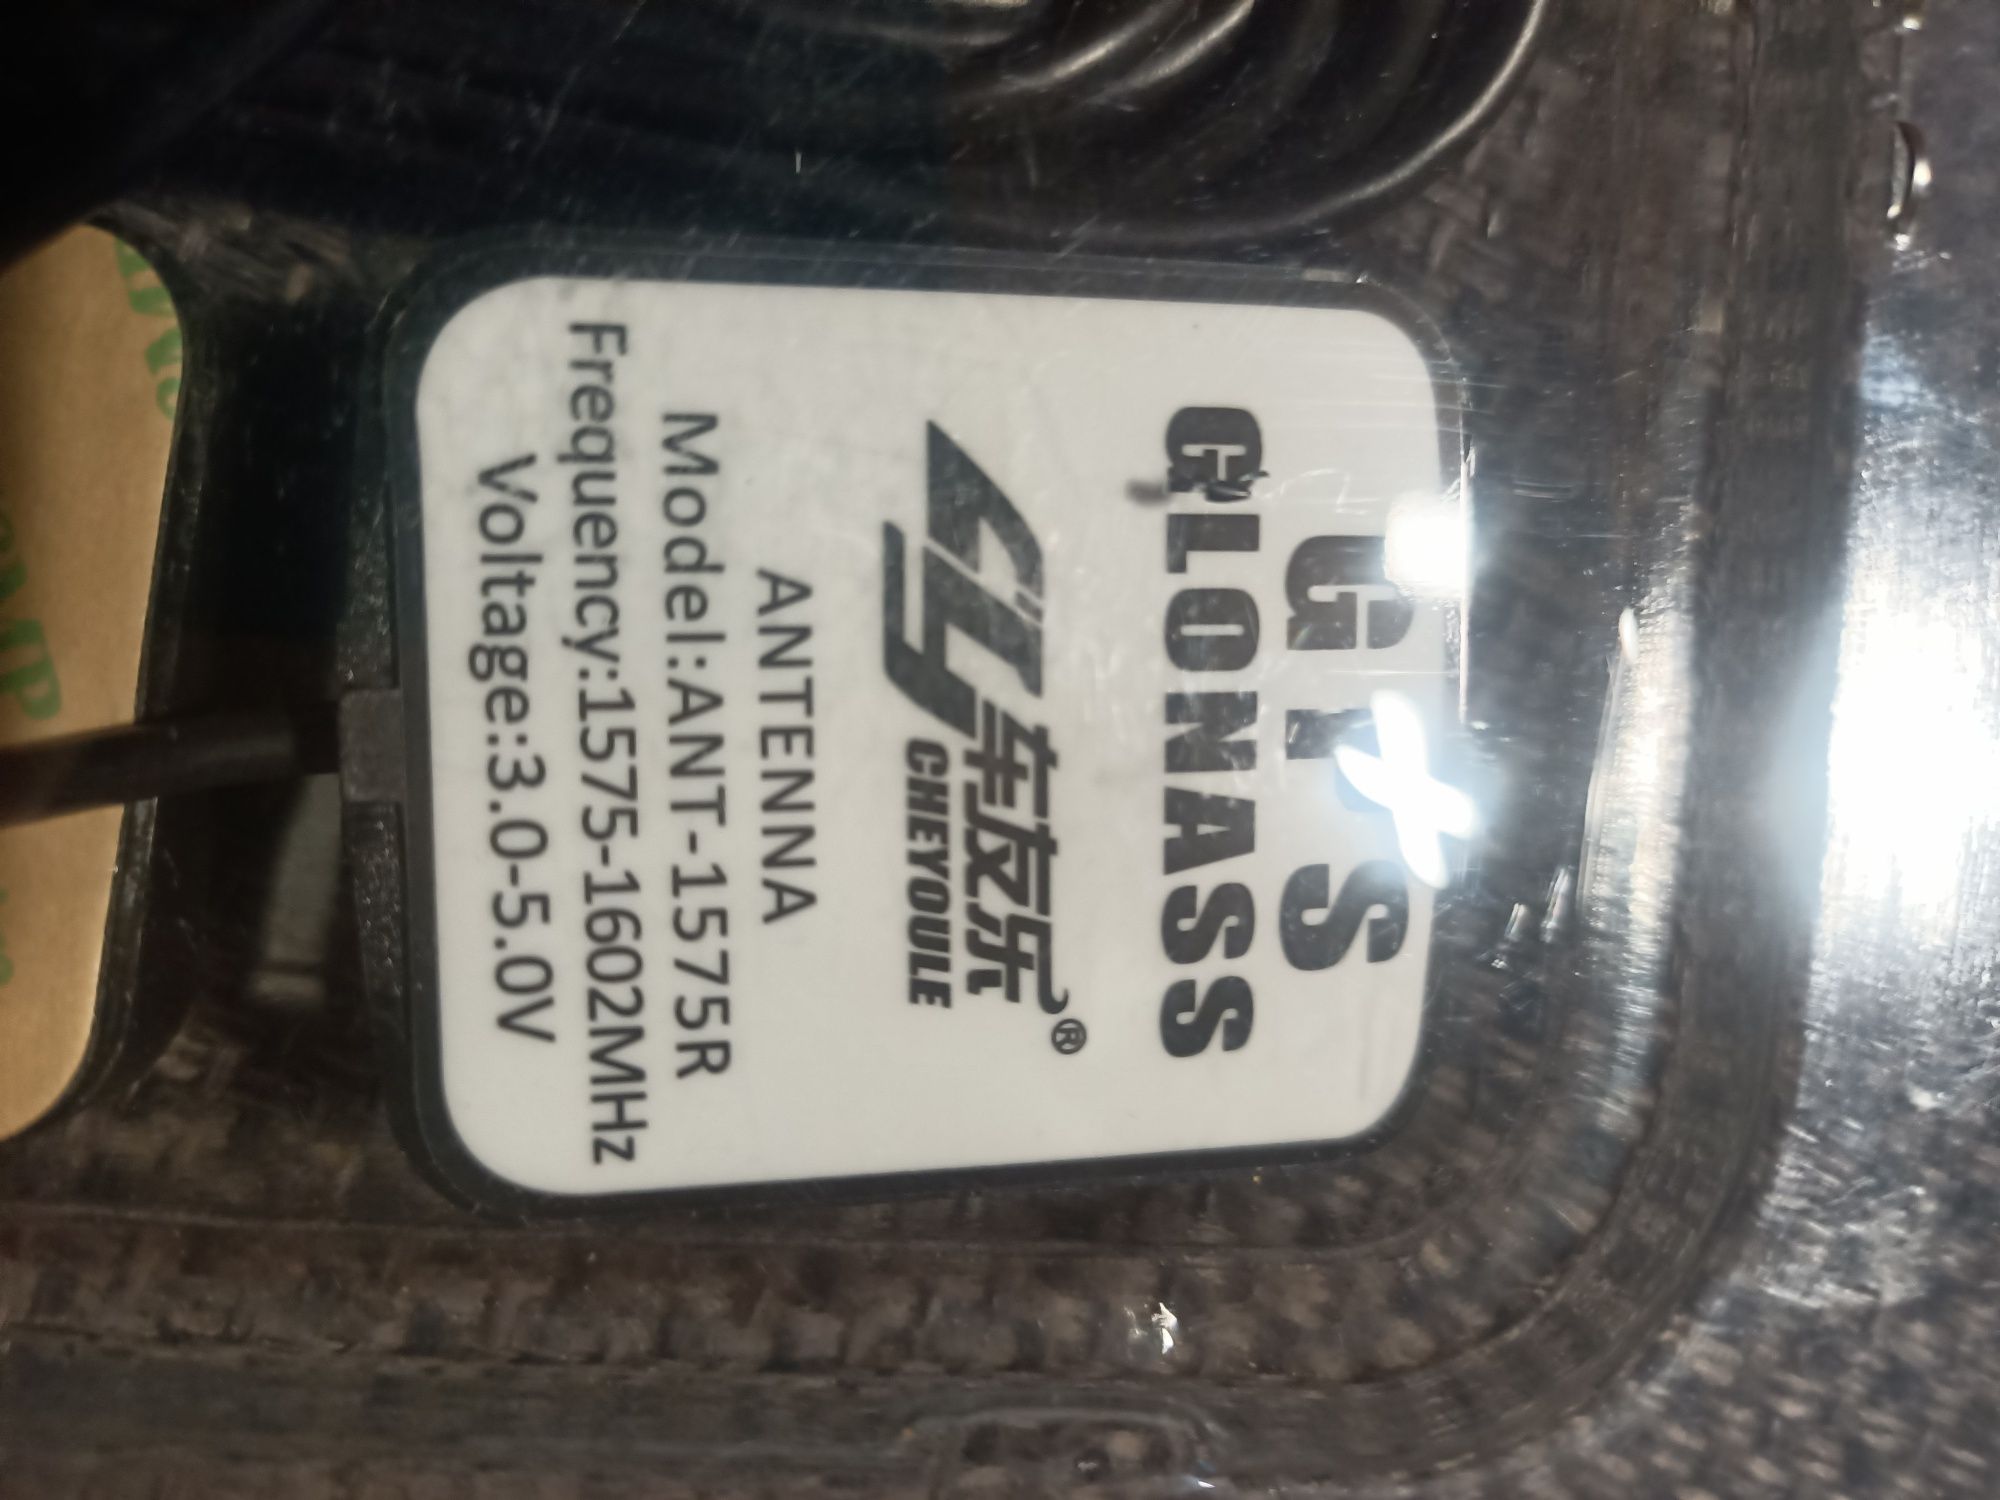 GPS
GLONASS
车友乐®
CHEYOULE
ANTENNA
Model:ANT-1575R
Frequency:1575-1602MHz
Voltage:3.0-5.0V